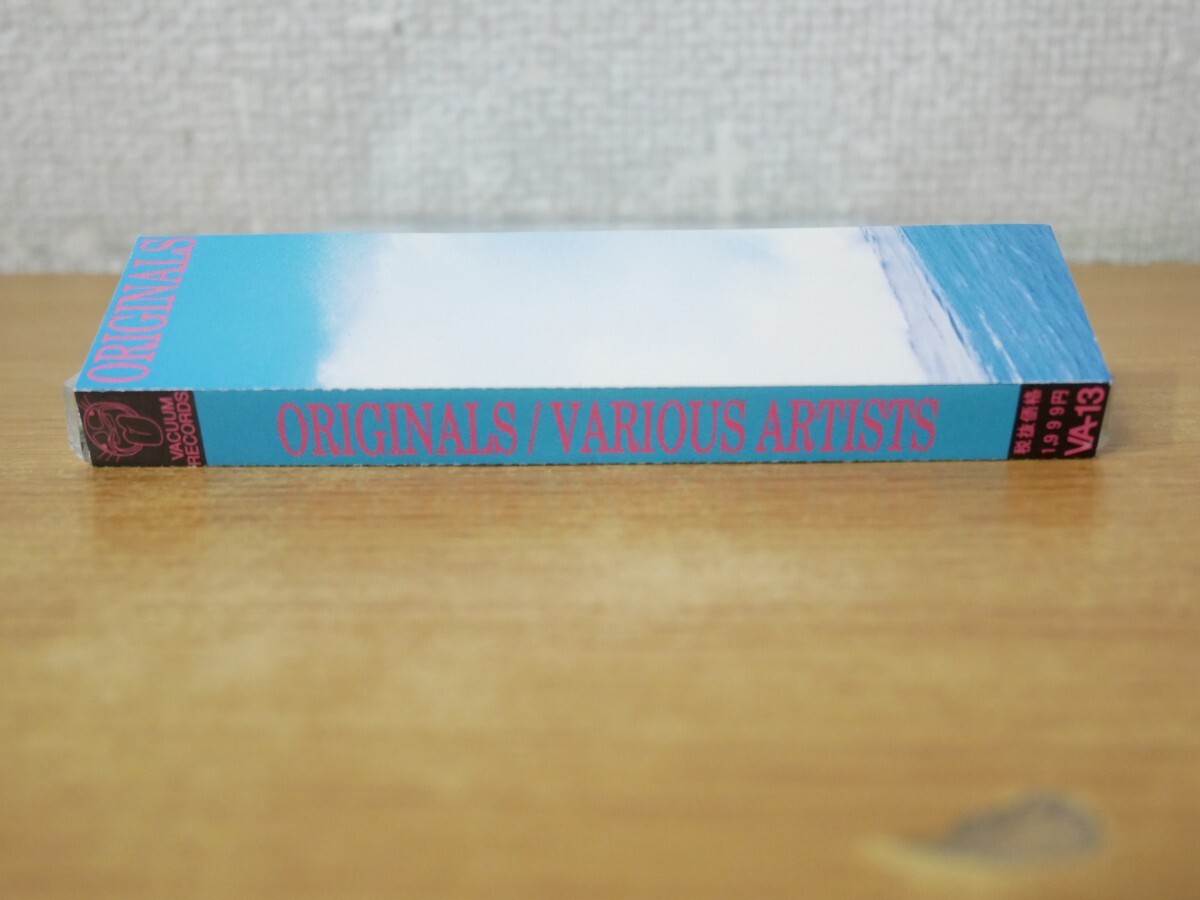 ORIGINALS
VACUUM
RECORDS
ORIGINALS / VARIOUS ARTISTS
税抜価格
1,999円
VA-13